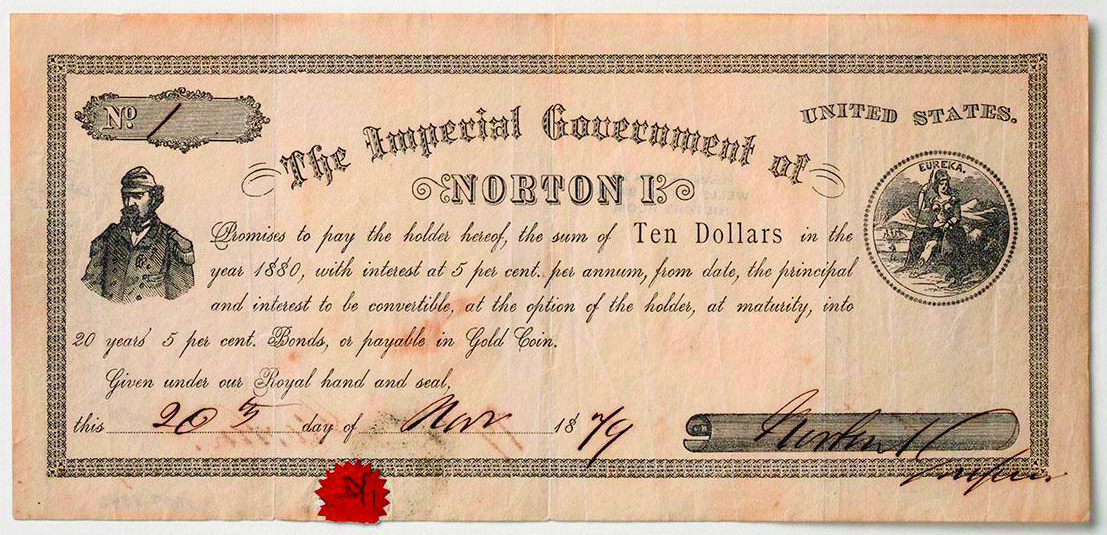 Nº 1
UNITED STATES.
EUREKA.
The Imperial Government of
NORTON I.
Promises to pay the holder hereof, the sum of Ten Dollars in the
year 1880, with interest at 5 per cent. per annum, from date, the principal
and interest to be convertible, at the option of the holder, at maturity, into
20 years' 5 per cent. Bonds, or payable in Gold Coin.
Given under our Royal hand and seal,
this 20th day of Nov 1879
Norton I